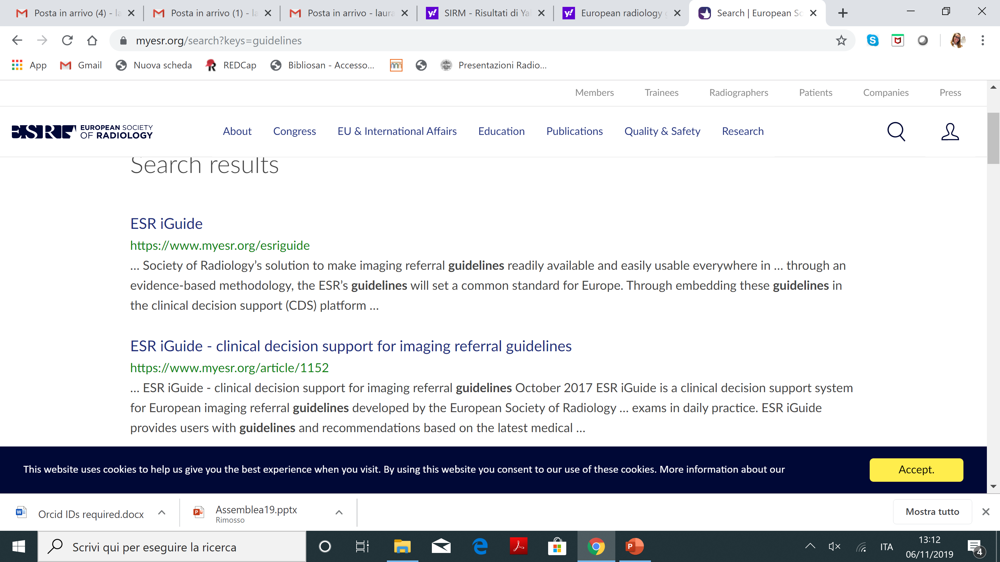 Posta in arrivo (4) - la
Posta in arrivo (1) - la
Posta in arrivo - laura
SIRM - Risultati di Ya
European radiology
Search | European So
myesr.org/search?keys=guidelines
App
Gmail
Nuova scheda
REDCap
Bibliosan - Accesso...
Presentazioni Radio...
Members
Trainees
Radiographers
Patients
Companies
Press
ESR
EUROPEAN SOCIETY
OF RADIOLOGY
About
Congress
EU & International Affairs
Education
Publications
Quality & Safety
Research
Search results
ESR iGuide
https://www.myesr.org/esriguide
... Society of Radiology’s solution to make imaging referral guidelines readily available and easily usable everywhere in ... through an
evidence-based methodology, the ESR’s guidelines will set a common standard for Europe. Through embedding these guidelines in
the clinical decision support (CDS) platform ...
ESR iGuide - clinical decision support for imaging referral guidelines
https://www.myesr.org/article/1152
... ESR iGuide - clinical decision support for imaging referral guidelines October 2017 ESR iGuide is a clinical decision support system
for European imaging referral guidelines developed by the European Society of Radiology ... exams in daily practice. ESR iGuide
provides users with guidelines and recommendations based on the latest medical ...
This website uses cookies to help us give you the best experience when you visit. By using this website you consent to our use of these cookies. More information about our
Accept.
Orcid IDs required.docx
Assemblea19.pptx
Rimosso
Mostra tutto
Scrivi qui per eseguire la ricerca
ITA
13:12
06/11/2019
4